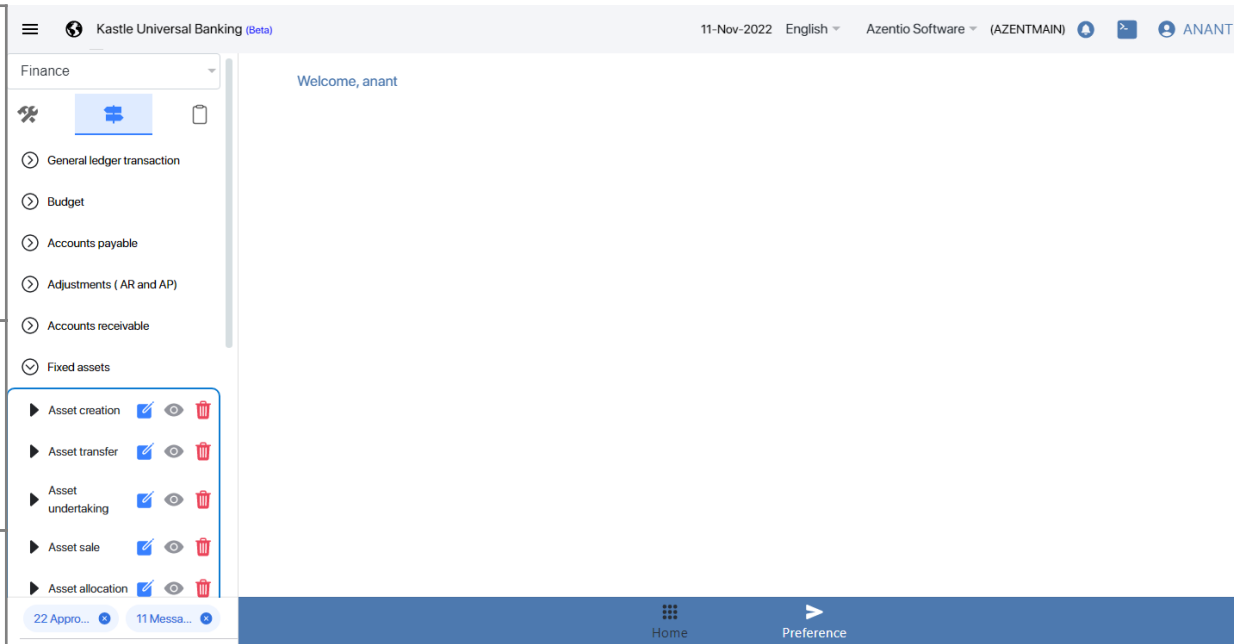 Kastle Universal Banking (Beta)
11-Nov-2022 English Azentio Software (AZENTMAIN) ANANT
Finance
Welcome, anant
General ledger transaction
Budget
Accounts payable
Adjustments ( AR and AP)
Accounts receivable
Fixed assets
Asset creation
Asset transfer
Asset
undertaking
Asset sale
Asset allocation
22 Appro... 11 Messa...
Home Preference